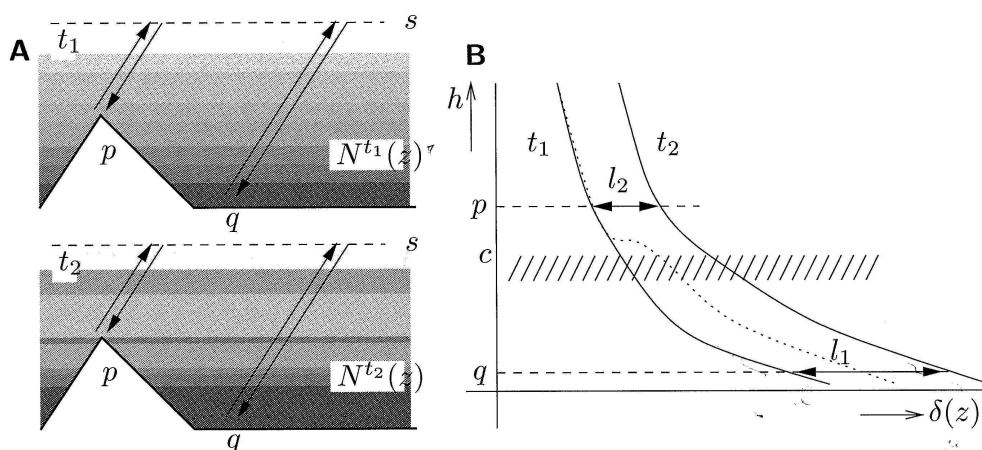 A
t₁
s
p
N^{t₁}(z)
q
t₂
s
p
N^{t₂}(z)
q
B
h
t₁
t₂
l₂
p
c
l₁
q
δ(z)